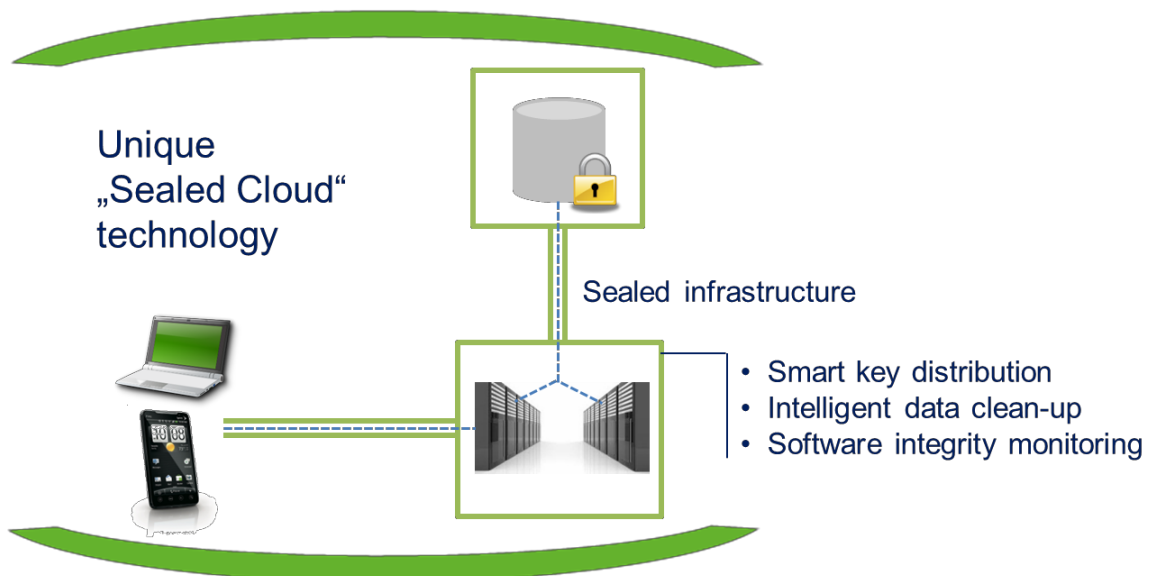 Unique
„Sealed Cloud“
technology
Sealed infrastructure
• Smart key distribution
• Intelligent data clean-up
• Software integrity monitoring